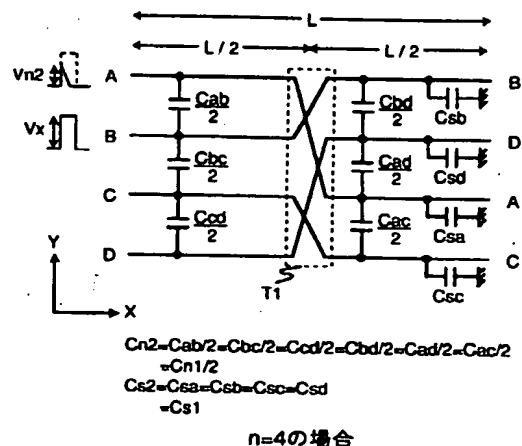 L
L/2 L/2
Vn2 A
Cab/2 Cbd/2
B
Csb
Vx B
Cbc/2 Cad/2
D
Csd
C
Ccd/2 Cac/2
A
Csa
D
C
Csc
Y
X
T1
Cn2=Cab/2=Cbc/2=Ccd/2=Cbd/2=Cad/2=Cac/2
=Cn1/2
Cs2=Csa=Csb=Csc=Csd
=Cs1
n=4の場合